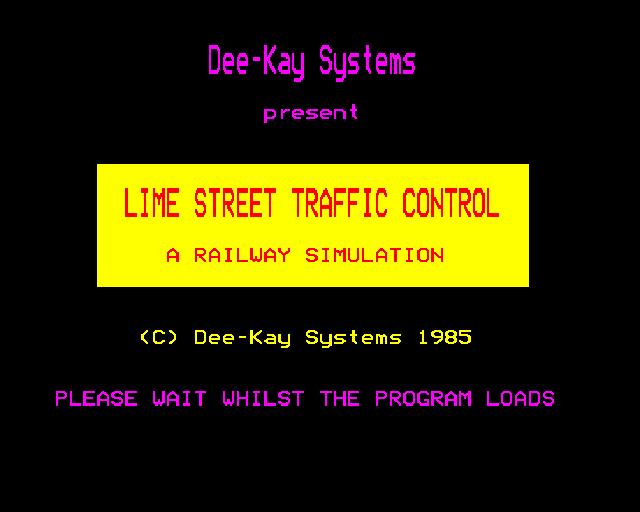 Dee-Kay Systems
present
LIME STREET TRAFFIC CONTROL
A RAILWAY SIMULATION
(C) Dee-Kay Systems 1985
PLEASE WAIT WHILST THE PROGRAM LOADS